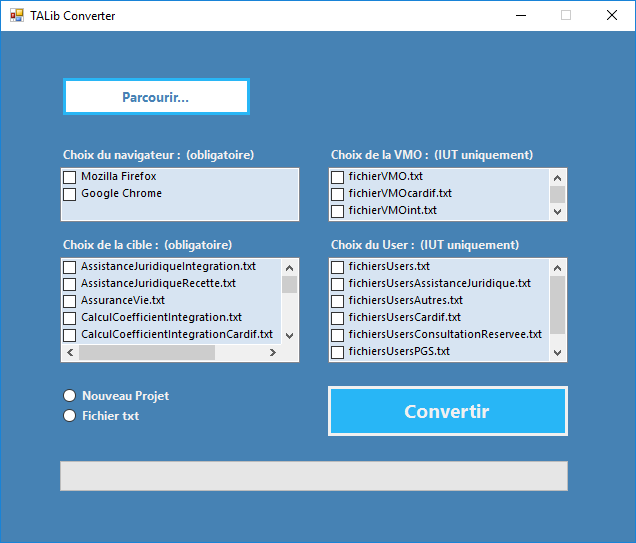 TALib Converter
Parcourir...
Choix du navigateur : (obligatoire)
Mozilla Firefox
Google Chrome
Choix de la VMO : (IUT uniquement)
fichierVMO.txt
fichierVMOcardif.txt
fichierVMOint.txt
Choix de la cible : (obligatoire)
AssistanceJuridiqueIntegration.txt
AssistanceJuridiqueRecette.txt
AssuranceVie.txt
CalculCoefficientIntegration.txt
CalculCoefficientIntegrationCardif.txt
Choix du User : (IUT uniquement)
fichiersUsers.txt
fichiersUsersAssistanceJuridique.txt
fichiersUsersAutres.txt
fichiersUsersCardif.txt
fichiersUsersConsultationReservee.txt
fichiersUsersPGS.txt
Nouveau Projet
Fichier txt
Convertir